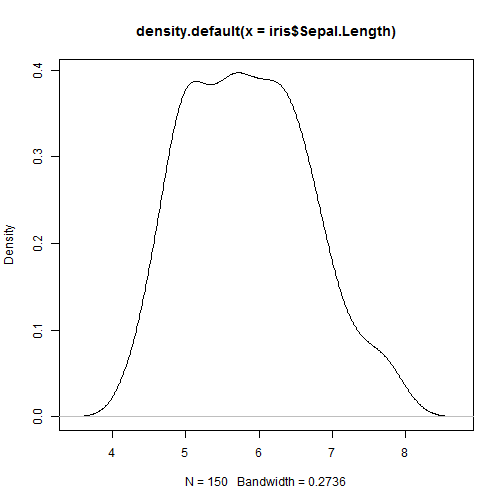 density.default(x = iris$Sepal.Length)
Density
0.4
0.3
0.2
0.1
0.0
4 5 6 7 8
N = 150 Bandwidth = 0.2736